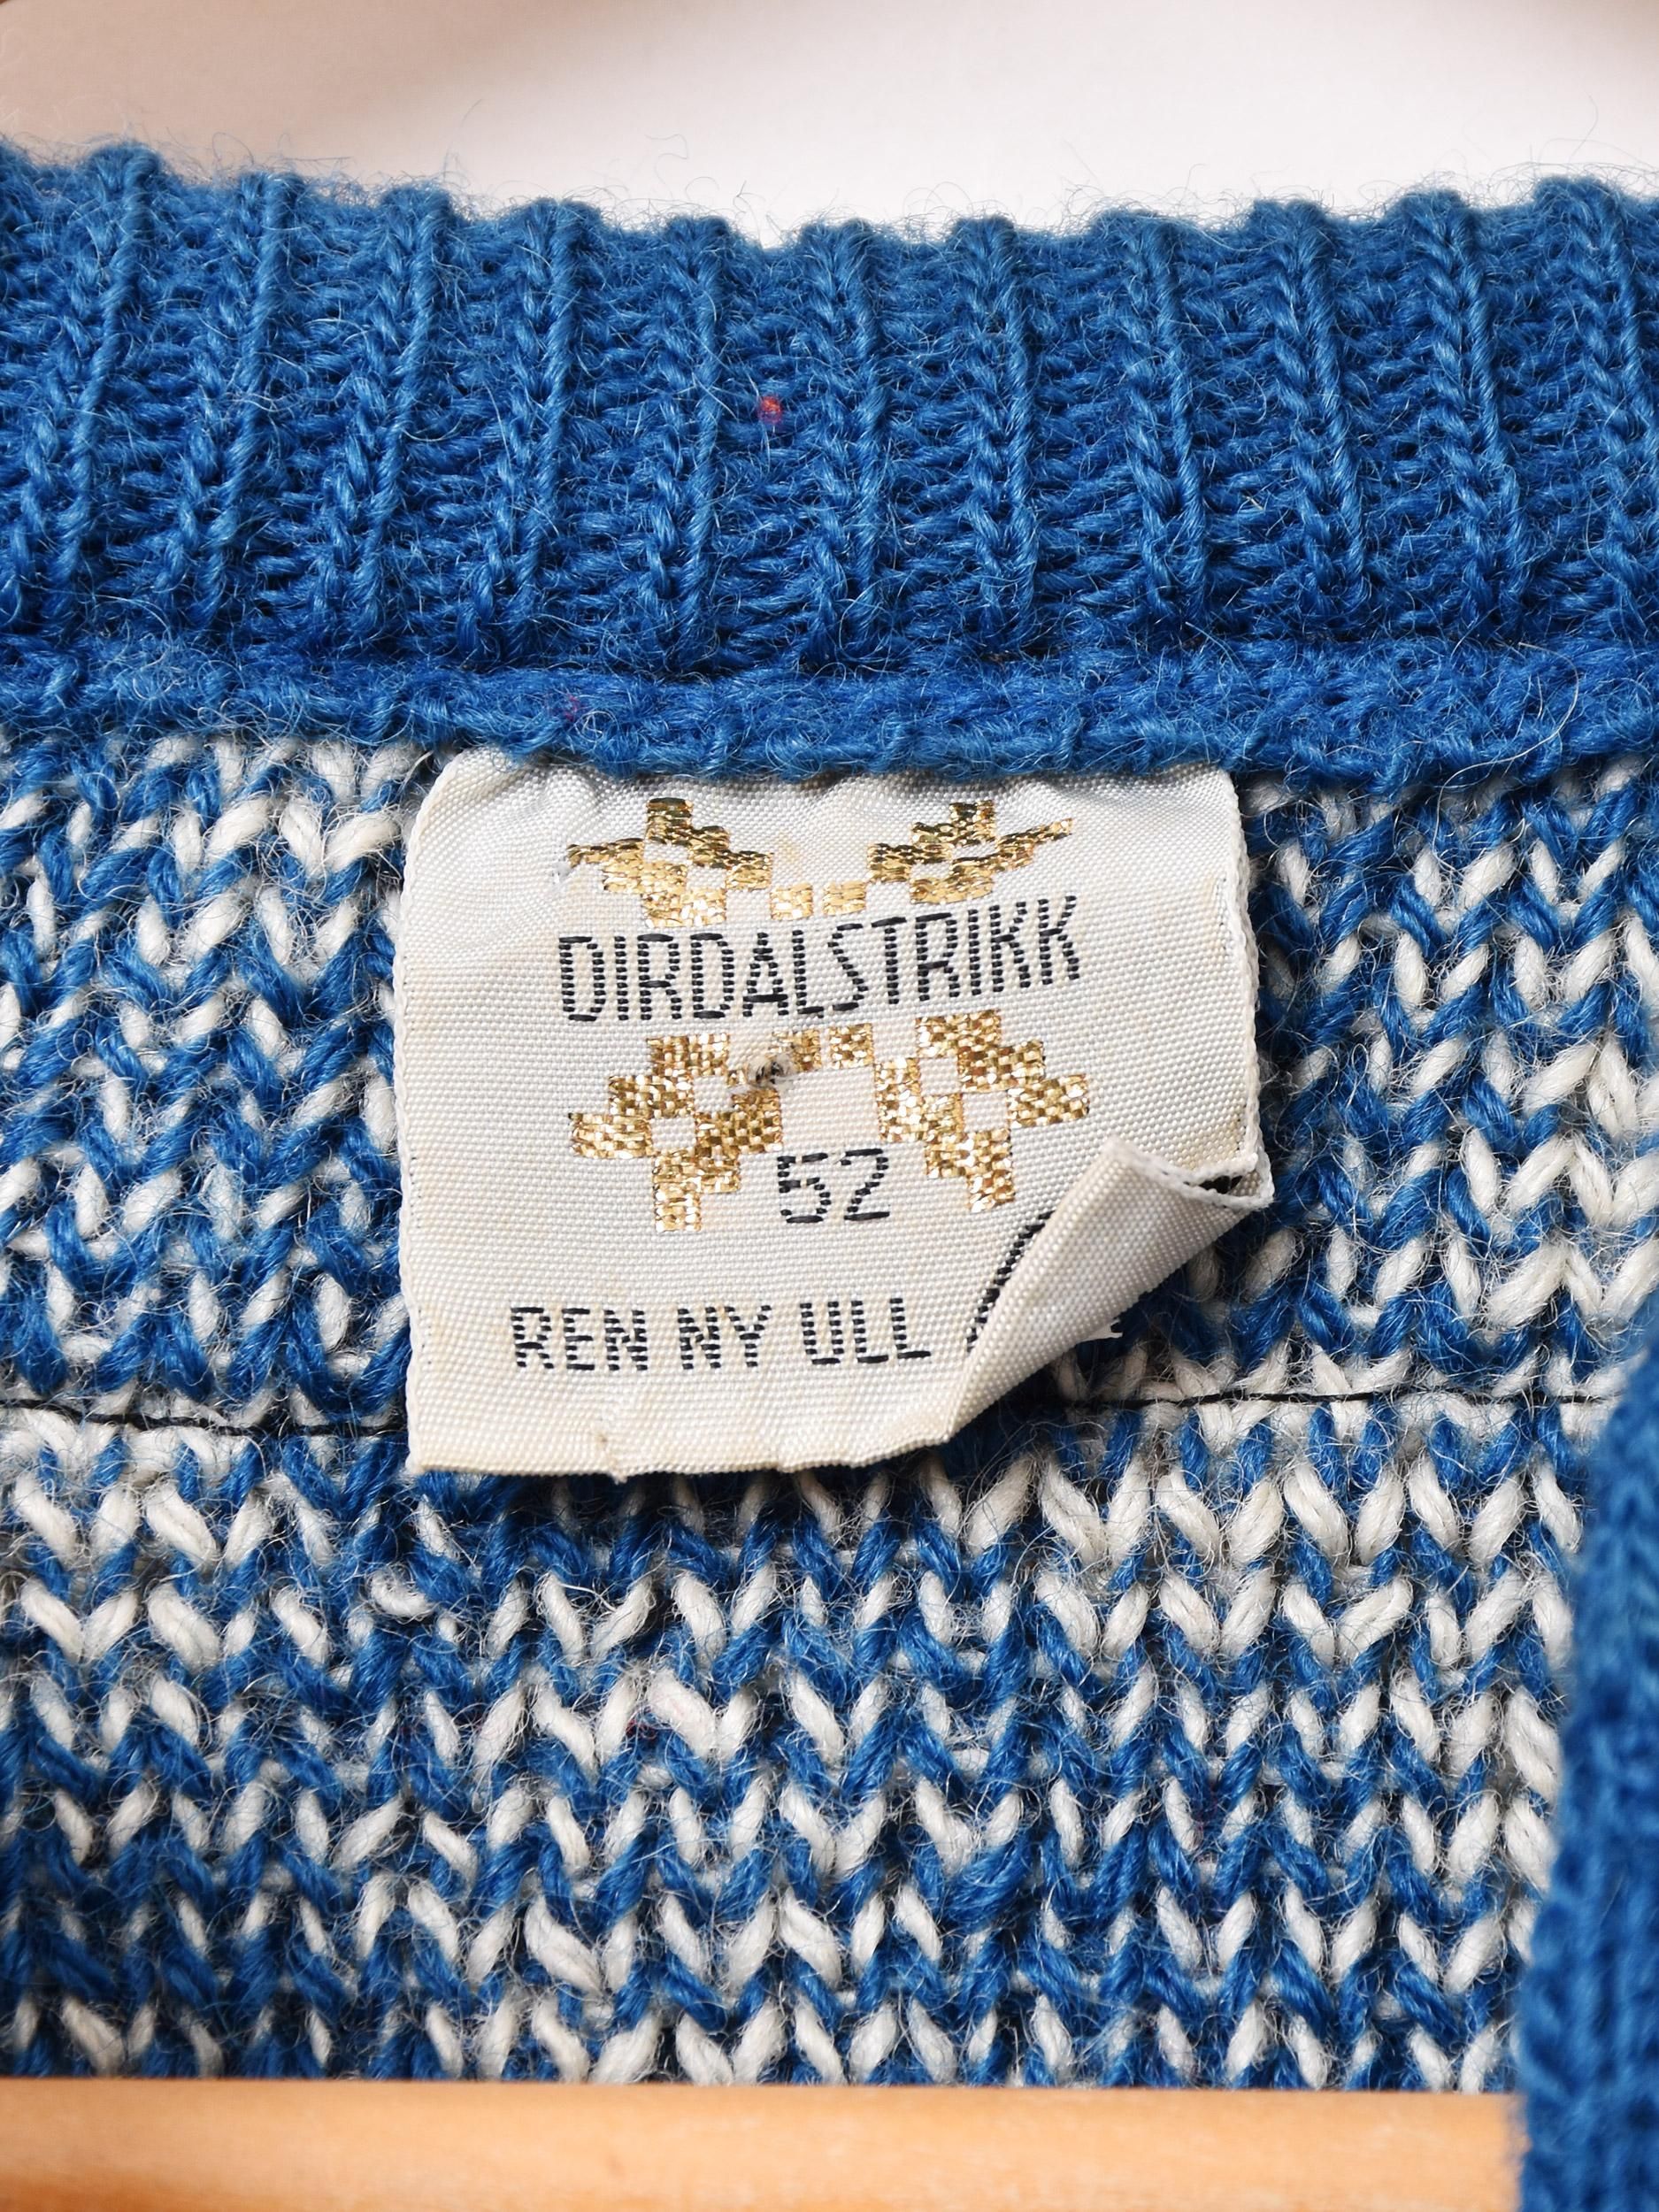 DIRDALSTRIKK
52
REN NY ULL